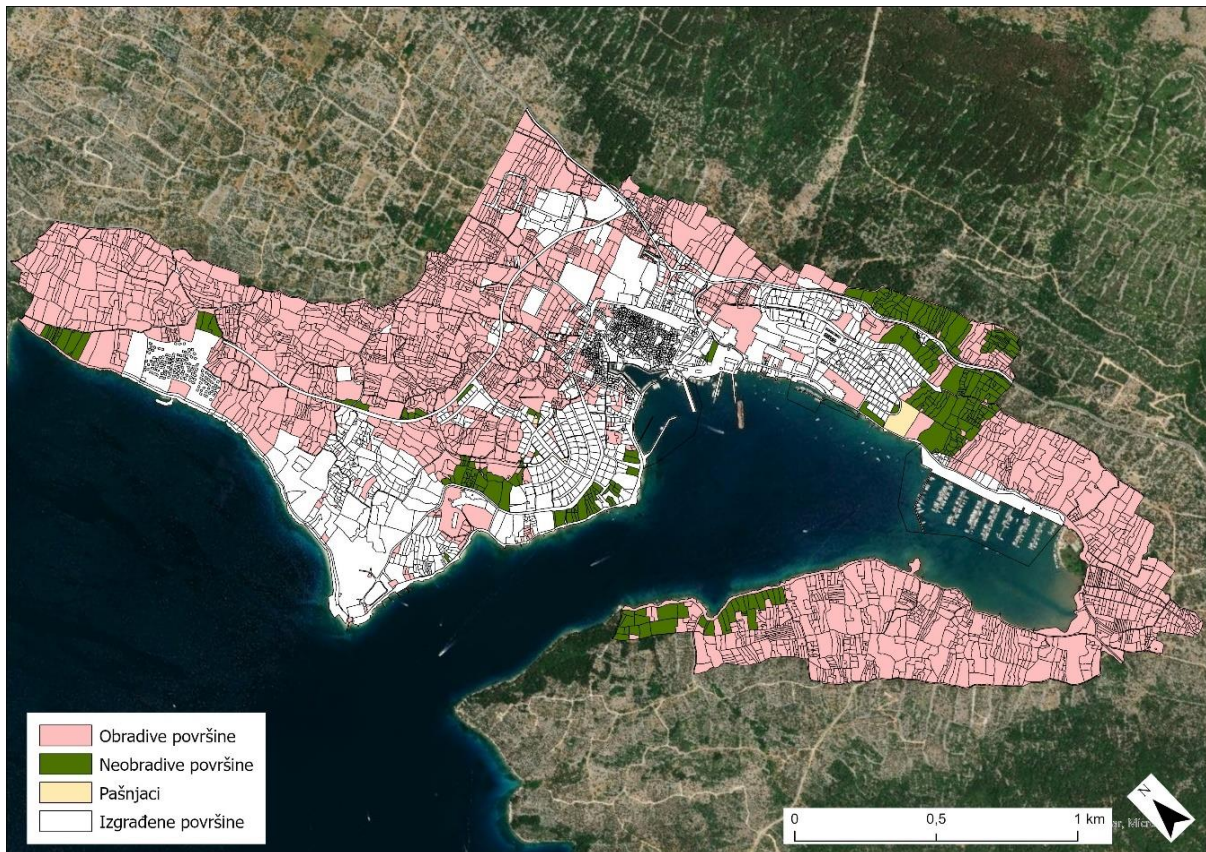 Obradive površine
Neobradive površine
Pašnjaci
Izgrađene površine
0
0,5
1 km
N